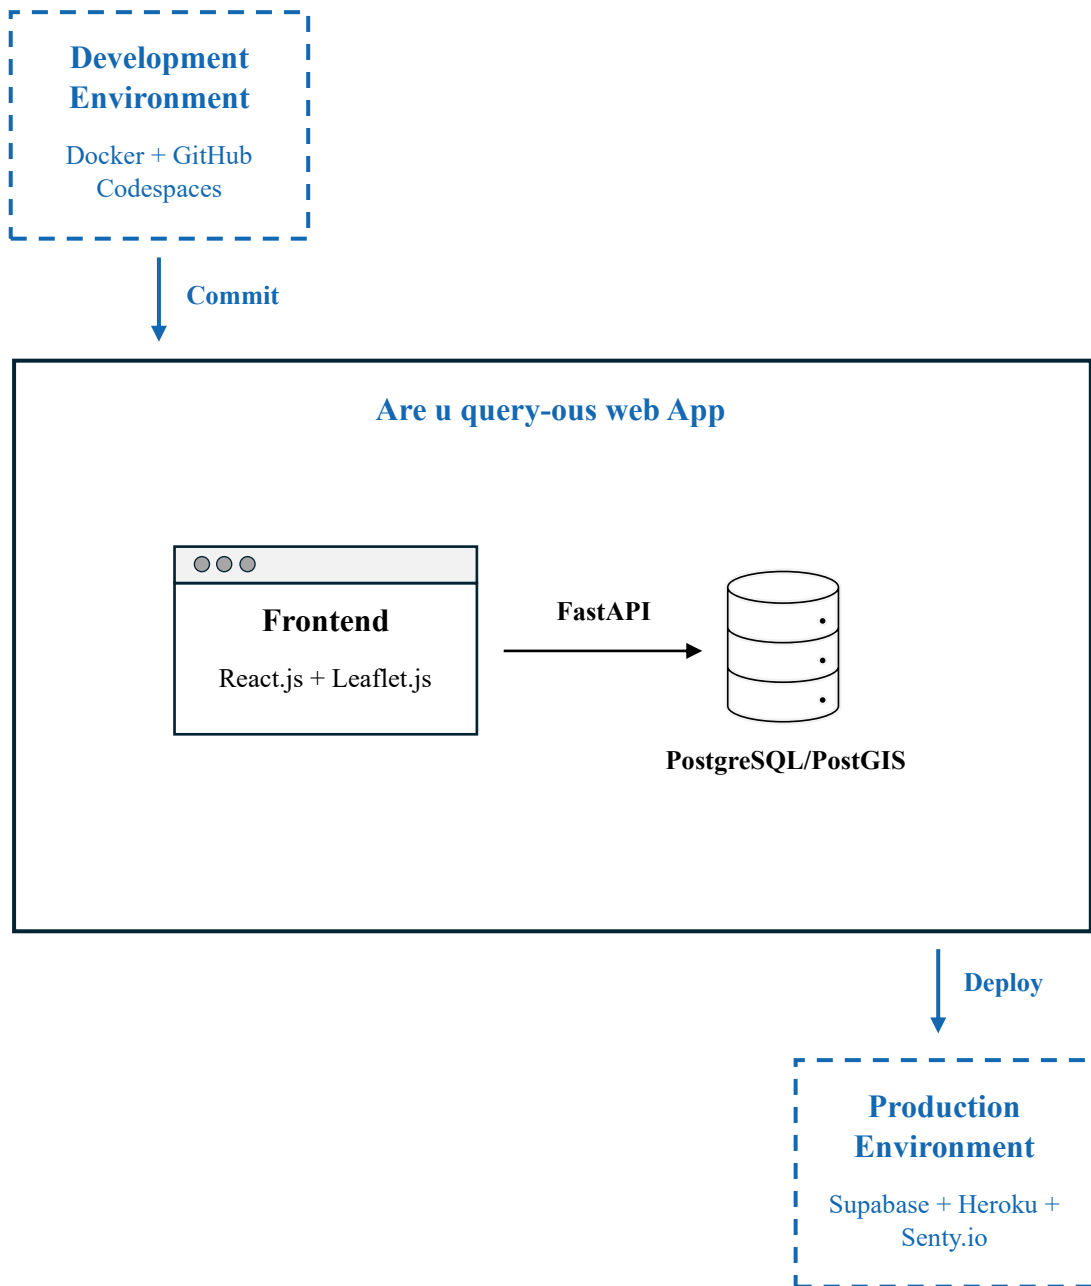 Development
Environment
Docker + GitHub
Codespaces
Commit
Are u query-ous web App
Frontend
React.js + Leaflet.js
FastAPI
PostgreSQL/PostGIS
Deploy
Production
Environment
Supabase + Heroku +
Senty.io